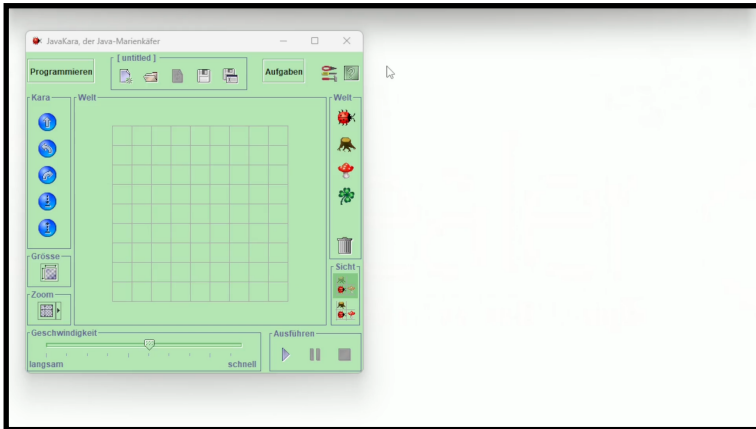 JavaKara, der Java-Marienkäfer
[ untitled ]
Programmieren
Aufgaben
Kara
Welt
Welt
Grösse
Sicht
Zoom
Geschwindigkeit
Ausführen
langsam
schnell